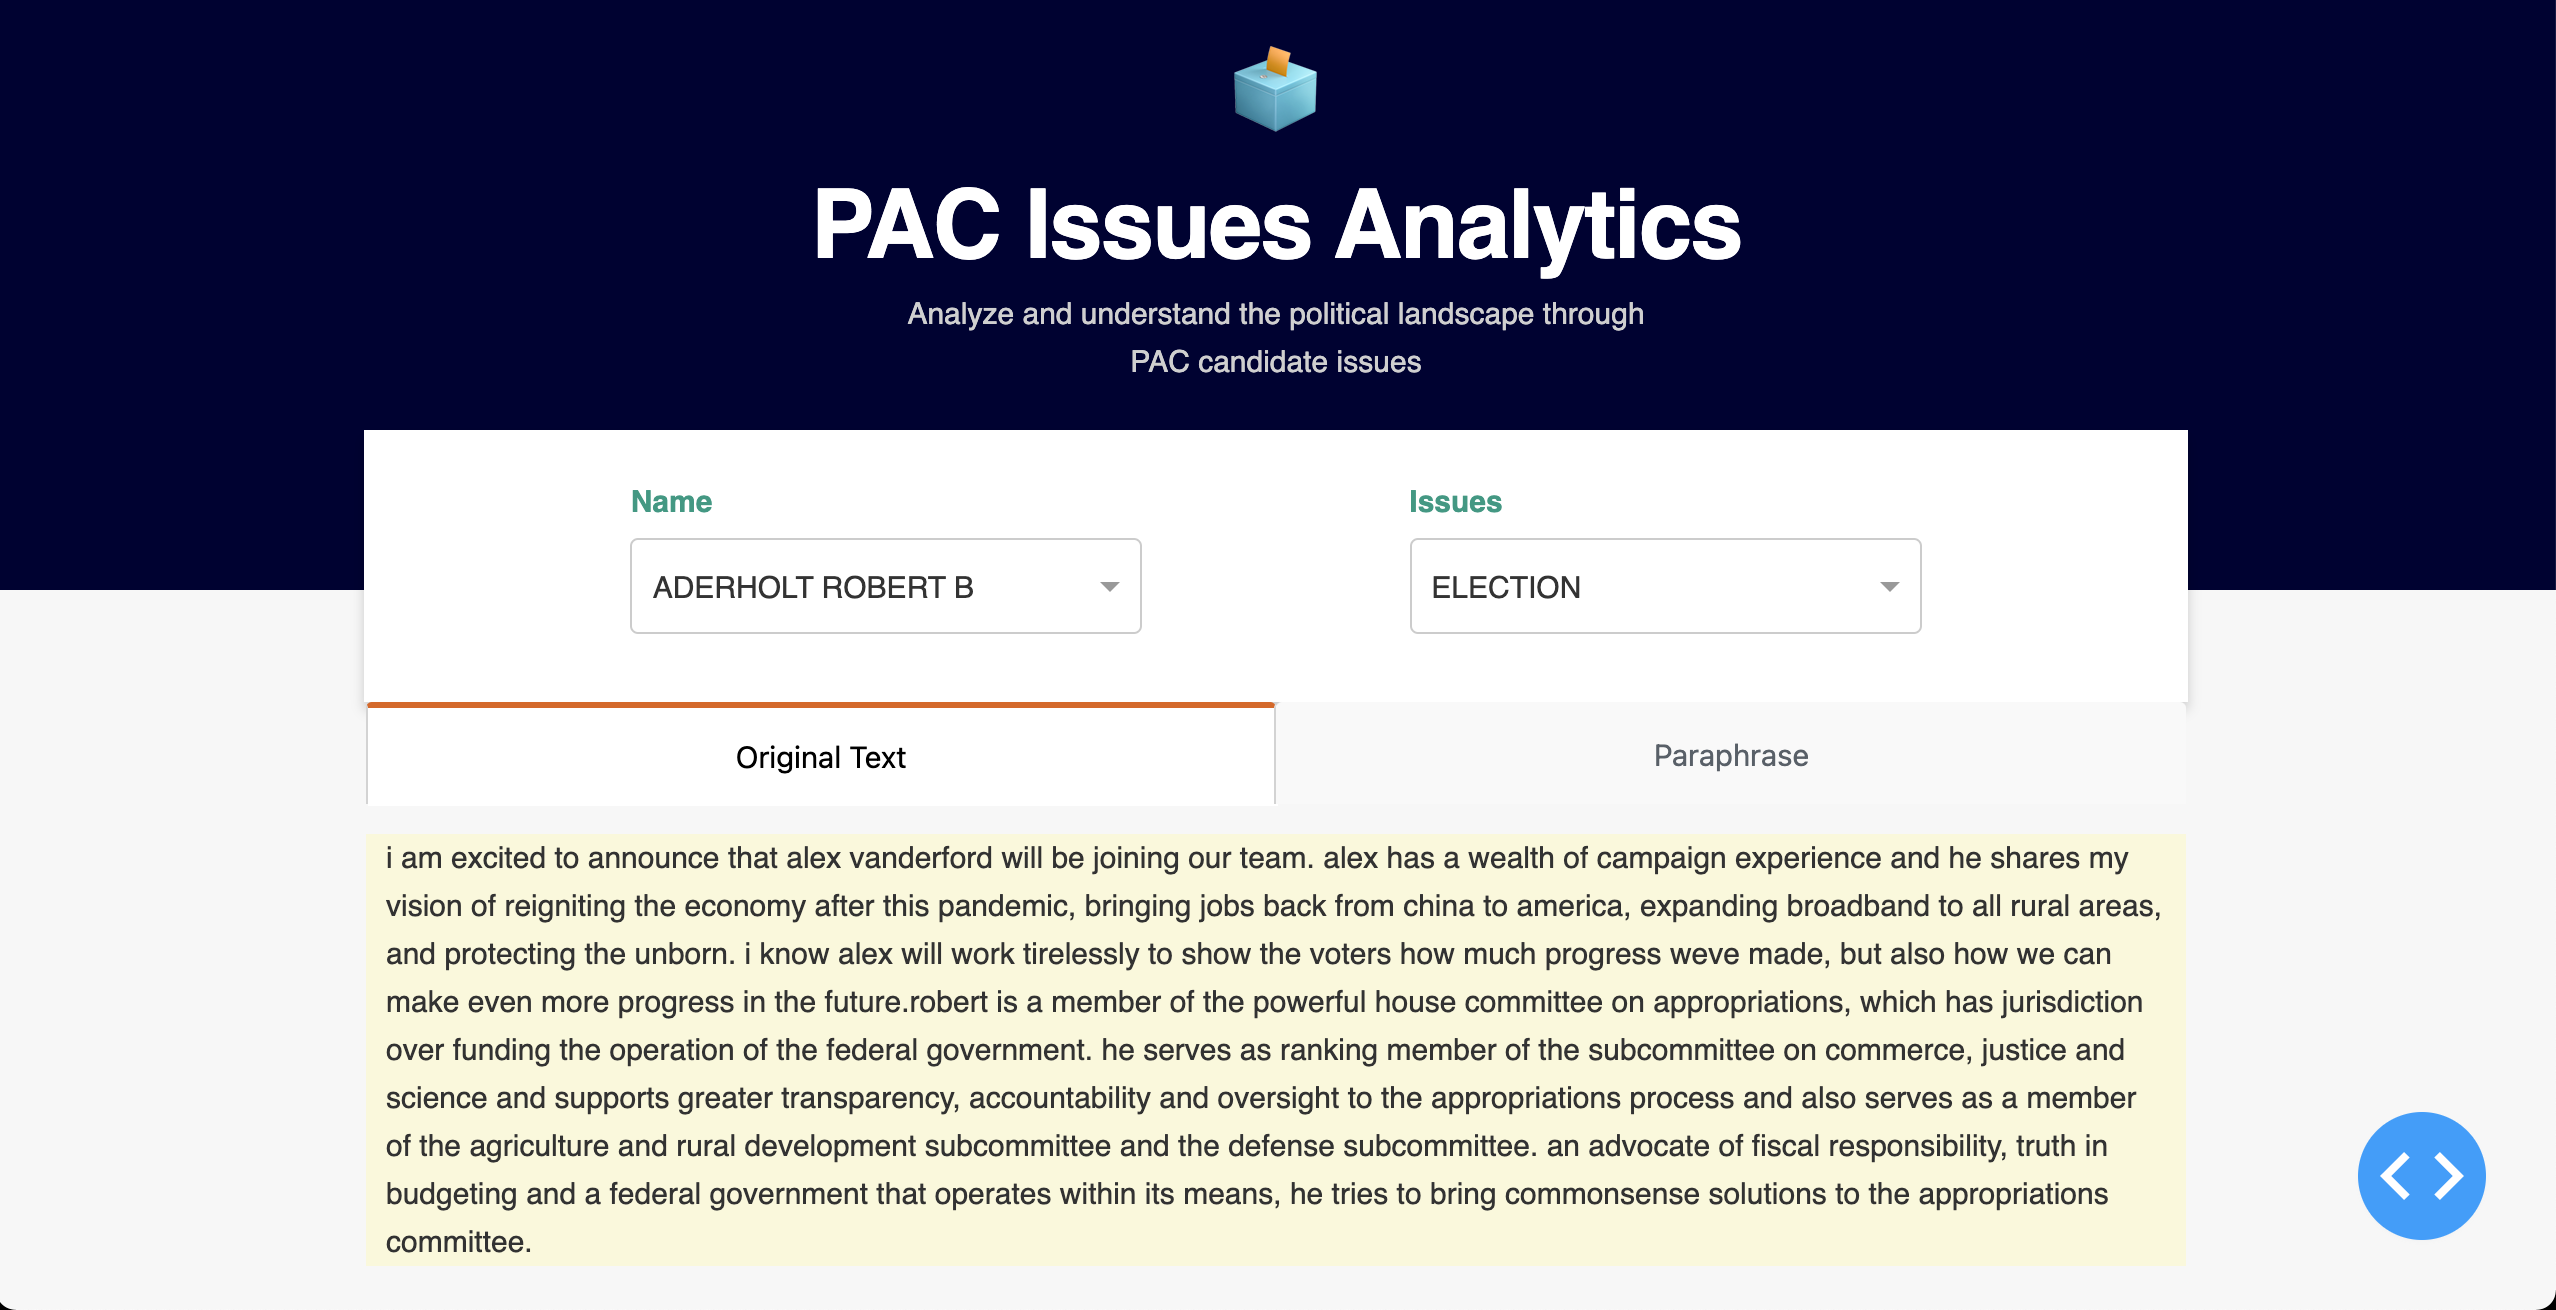 PAC Issues Analytics
Analyze and understand the political landscape through
PAC candidate issues
Name
Issues
ADERHOLT ROBERT B
ELECTION
Original Text
Paraphrase
i am excited to announce that alex vanderford will be joining our team. alex has a wealth of campaign experience and he shares my
vision of reigniting the economy after this pandemic, bringing jobs back from china to america, expanding broadband to all rural areas,
and protecting the unborn. i know alex will work tirelessly to show the voters how much progress weve made, but also how we can
make even more progress in the future.robert is a member of the powerful house committee on appropriations, which has jurisdiction
over funding the operation of the federal government. he serves as ranking member of the subcommittee on commerce, justice and
science and supports greater transparency, accountability and oversight to the appropriations process and also serves as a member
of the agriculture and rural development subcommittee and the defense subcommittee. an advocate of fiscal responsibility, truth in
budgeting and a federal government that operates within its means, he tries to bring commonsense solutions to the appropriations
committee.